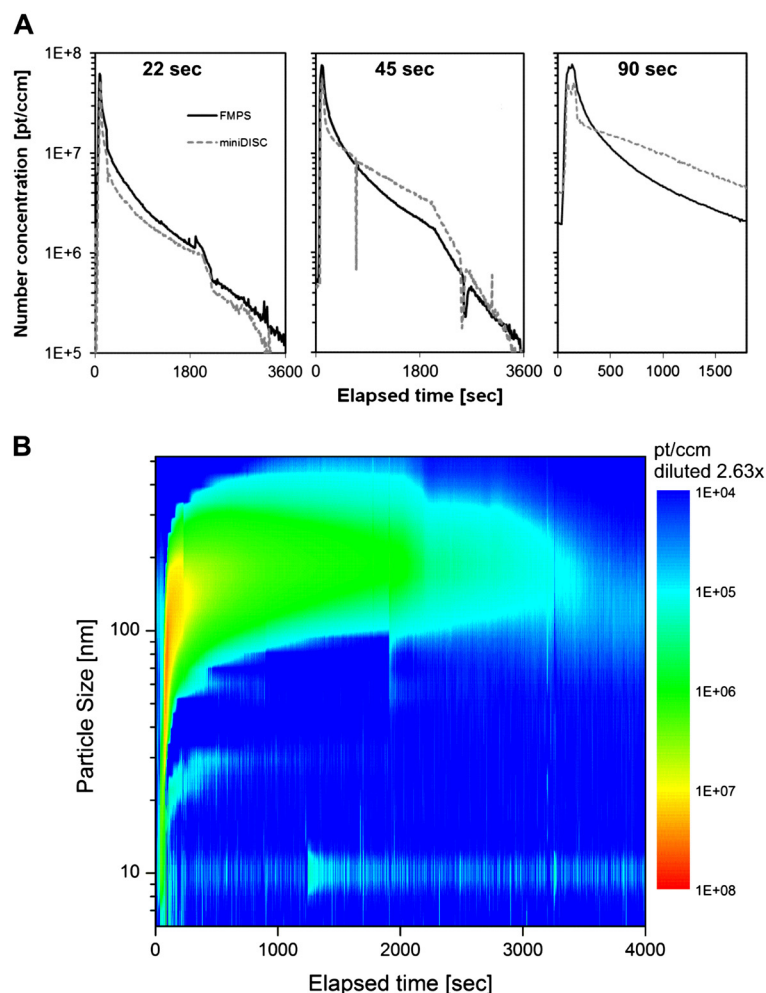 A
22 sec
45 sec
90 sec
Number concentration [pt/ccm]
1E+8
1E+7
1E+6
1E+5
FMPS
miniDISC
0 1800 3600
0 1800 3600
0 500 1000 1500
Elapsed time [sec]
B
pt/ccm
diluted 2.63x
1E+04
1E+05
1E+06
1E+07
1E+08
Particle Size [nm]
100
10
0 1000 2000 3000 4000
Elapsed time [sec]